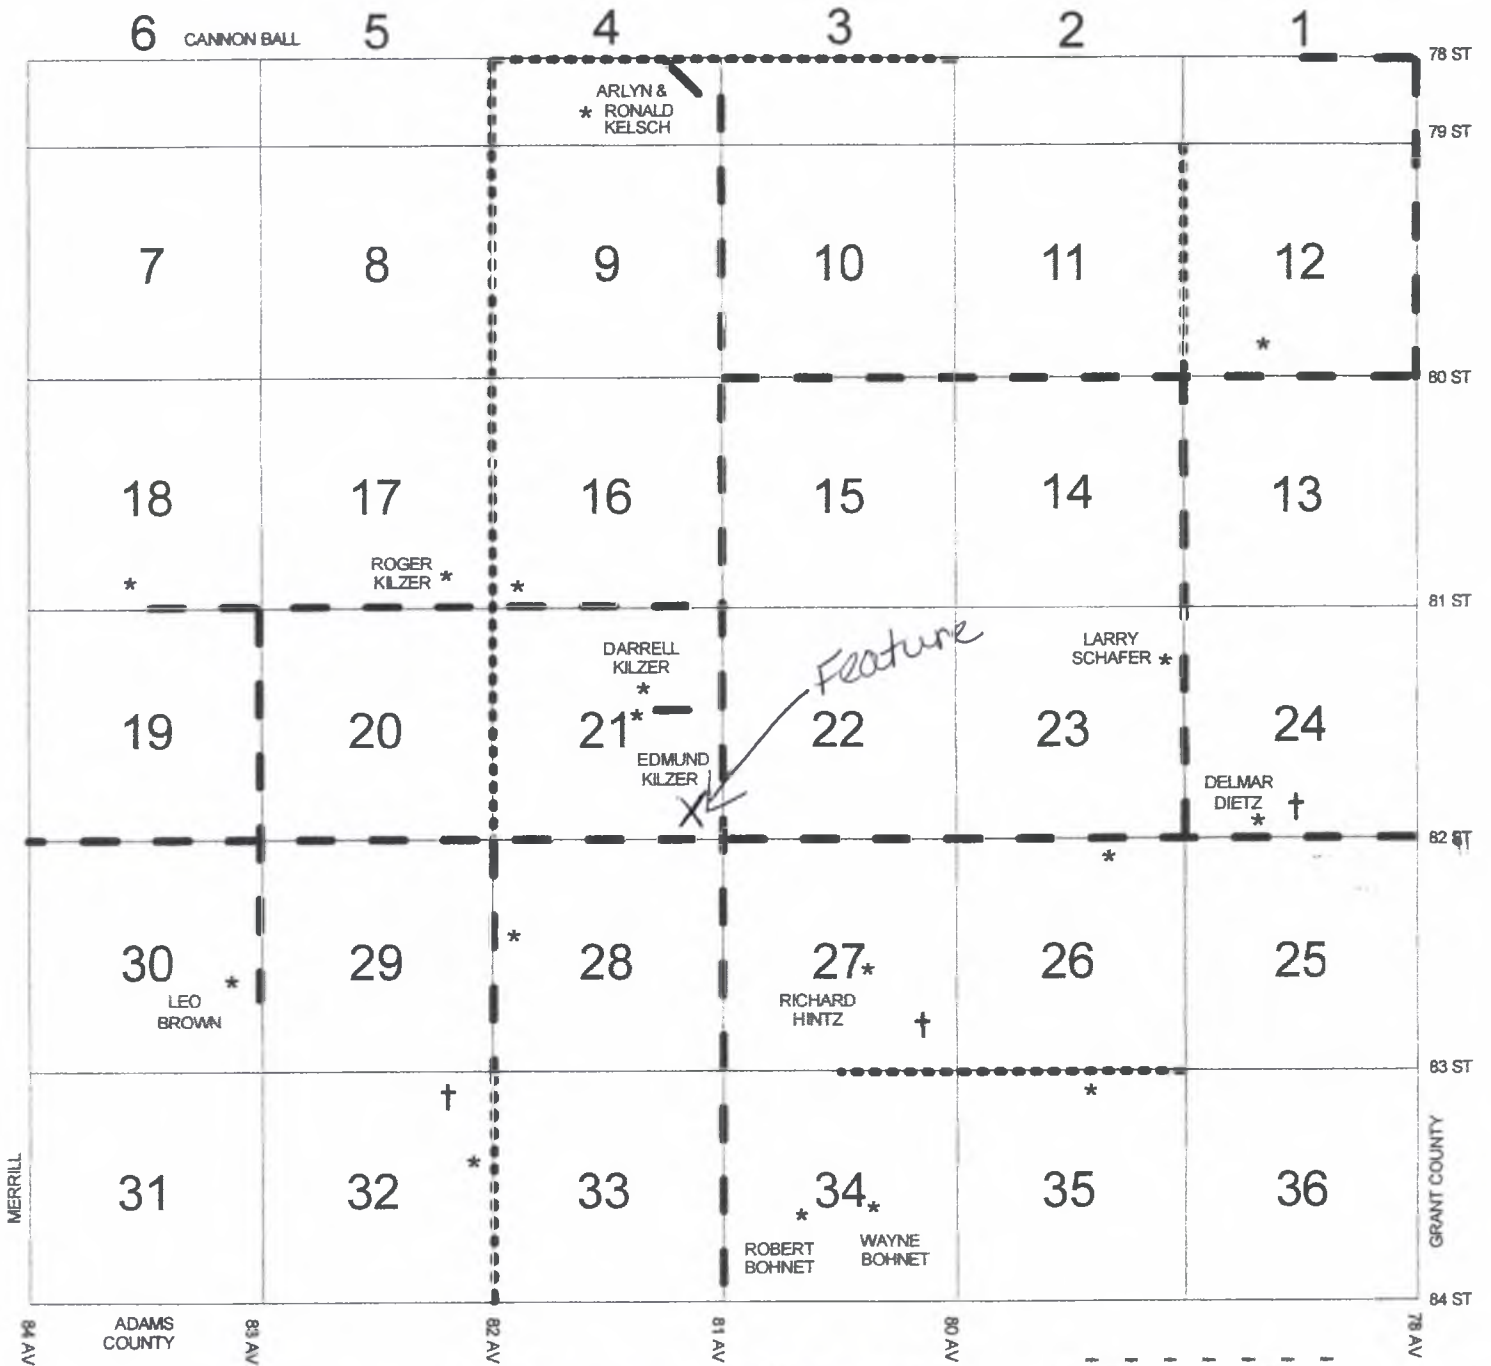 6 CANNON BALL 5 4 3 2 1
78 ST
ARLYN &
* RONALD
KELSCH
79 ST
7 8 9 10 11 12
*
80 ST
18 17 16 15 14 13
ROGER
KILZER *
* *
81 ST
Feature
DARRELL
KILZER
*
LARRY
SCHAFER *
19 20 21* 22 23 24
EDMUND
KILZER
X
DELMAR
DIETZ †
*
82 ST
*
*
30 29 28 27* 26 25
*
LEO
BROWN
RICHARD
HINTZ
†
83 ST
†
*
*
31 32 33 34* 35 36
*
ROBERT
BOHNET
WAYNE
BOHNET
MERRILL
GRANT COUNTY
84 ST
ADAMS
COUNTY
84 AV 83 AV 82 AV 81 AV 80 AV 78 AV